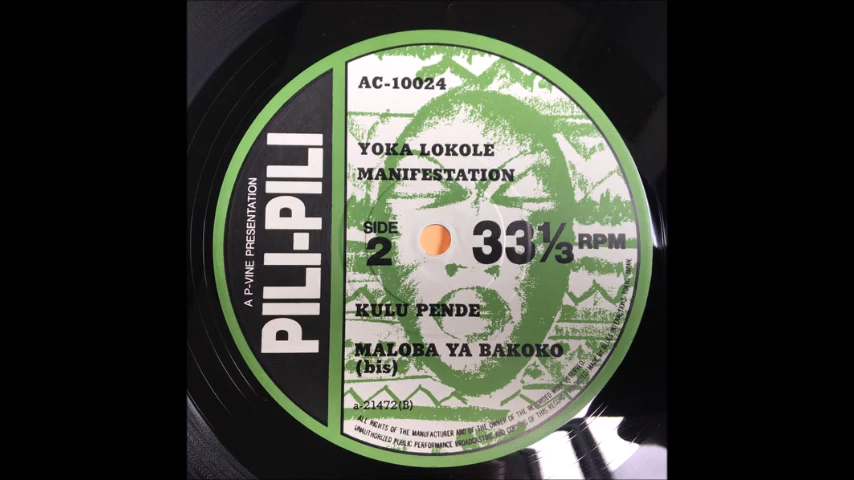 A P-VINE PRESENTATION
PILI-PILI
AC-10024
YOKA LOKOLE
MANIFESTATION
SIDE
2
33⅓ RPM
KULU PENDE
MALOBA YA BAKOKO
(bis)
a-21472(B)
ALL RIGHTS OF THE MANUFACTURER AND OF THE OWNER OF THE RECORDED WORK
UNAUTHORIZED PUBLIC PERFORMANCE BROADCASTING AND COPYING OF THIS RECORD